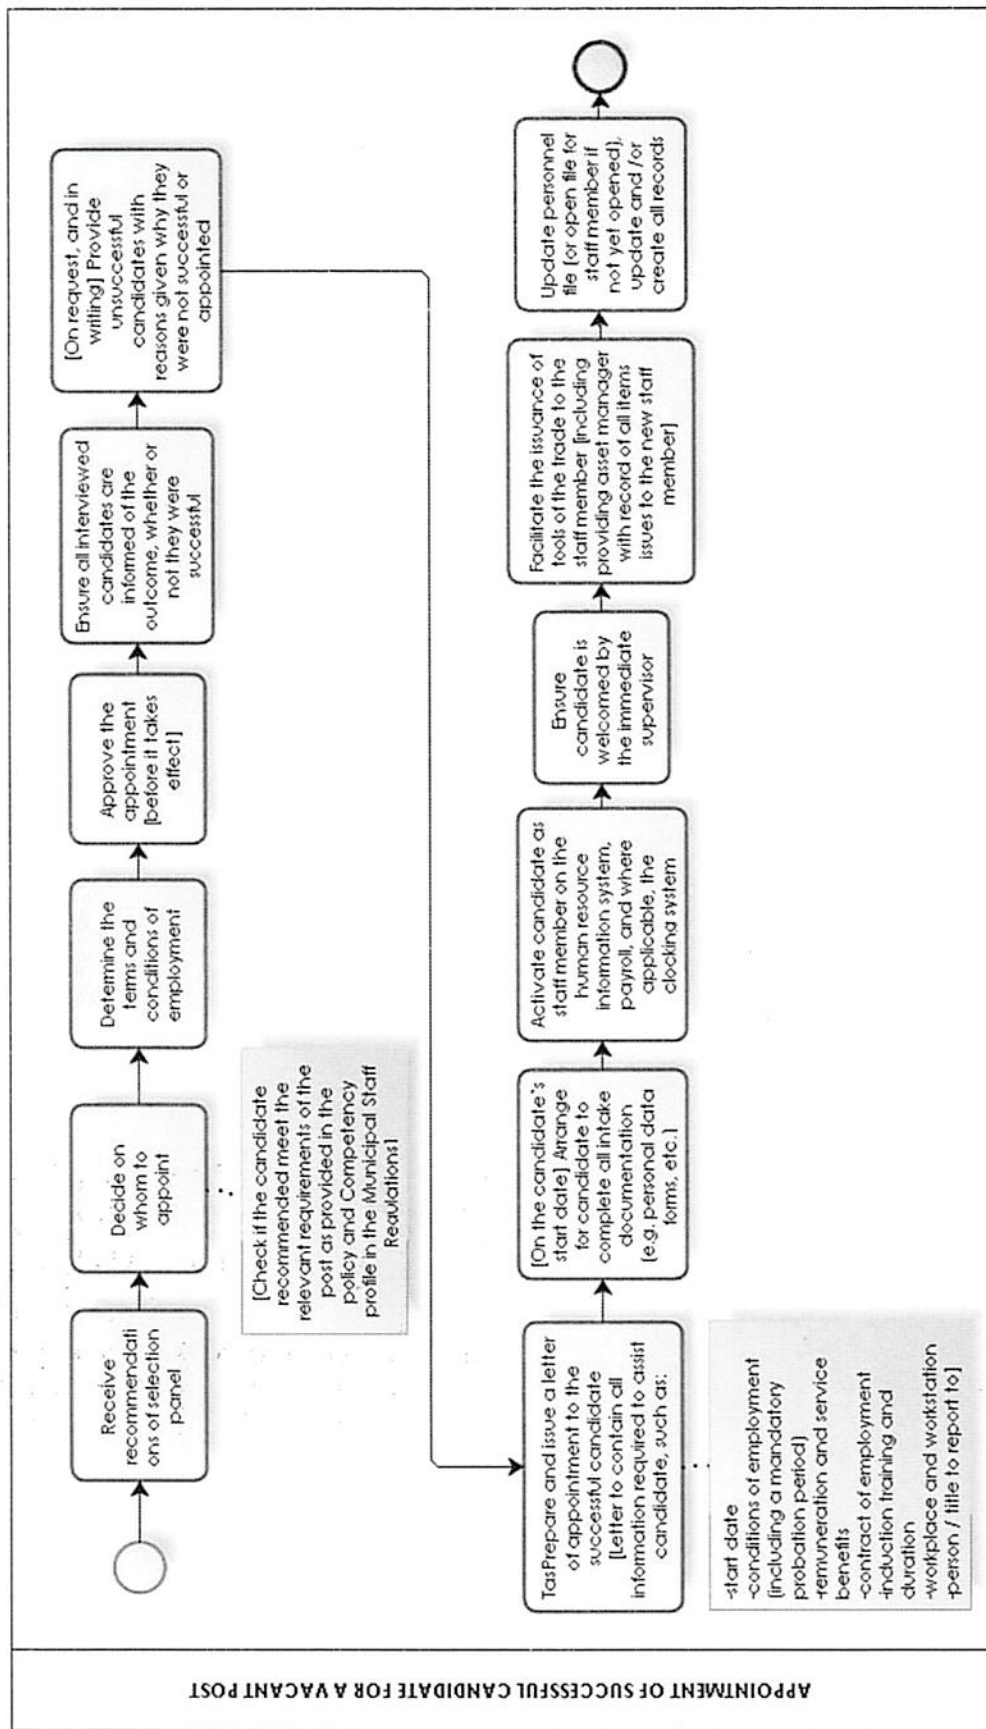 APPOINTMENT OF SUCCESSFUL CANDIDATE FOR A VACANT POST
Receive
recommendati
ons of selection
panel
Decide on
whom to
appoint
[Check if the candidate
recommended meet the
relevant requirements of the
post as provided in the
policy and Competency
profile in the Municipal Staff
Regulations]
Determine the
terms and
conditions of
employment
Approve the
appointment
[before it takes
effect]
Ensure all interviewed
candidates are
informed of the
outcome, whether or
not they were
successful
[On request, and in
writing] Provide
unsuccessful
candidates with
reasons given why they
were not successful or
appointed
TasPrepare and issue a letter
of appointment to the
successful candidate
[Letter to contain all
information required to assist
candidate, such as:
-start date
-conditions of employment
(including a mandatory
probation period)
-remuneration and service
benefits
-contract of employment
-induction training and
duration
-workplace and workstation
-person / title to report to]
[On the candidate's
start date] Arrange
for candidate to
complete all intake
documentation
(e.g. personal data
forms, etc.]
Activate candidate as
staff member on the
human resource
information system,
payroll, and where
applicable, the
clocking system
Ensure
candidate is
welcomed by
the immediate
supervisor
Facilitate the issuance of
tools of the trade to the
staff member [including
providing asset manager
with record of all items
issues to the new staff
member]
Update personnel
file [or open file for
staff member if
not yet opened],
update and /or
create all records